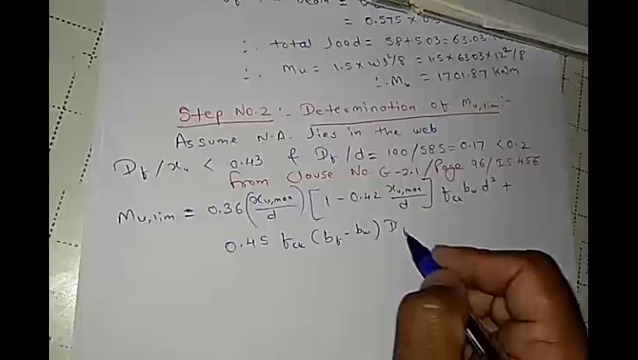 = 0.575 x 0.
∴ total load = 58+5.03 = 63.03
∴ Mu = 1.5 x wl²/8 = 1.5 x 63.03 x 12²/8
∴ Mu = 1701.87 kNm
Step No.2 :- Determination of Mu,lim :-
Assume N.A. lies in the web
Df/xu < 0.43 & Df/d = 100/585 = 0.17 < 0.2
from Clause No G-2.1/Page 96/IS 456
Mu,lim = 0.36 (xu,max/d) [1 - 0.42 xu,max/d] fck bw d² +
0.45 fck (bf - bw) D